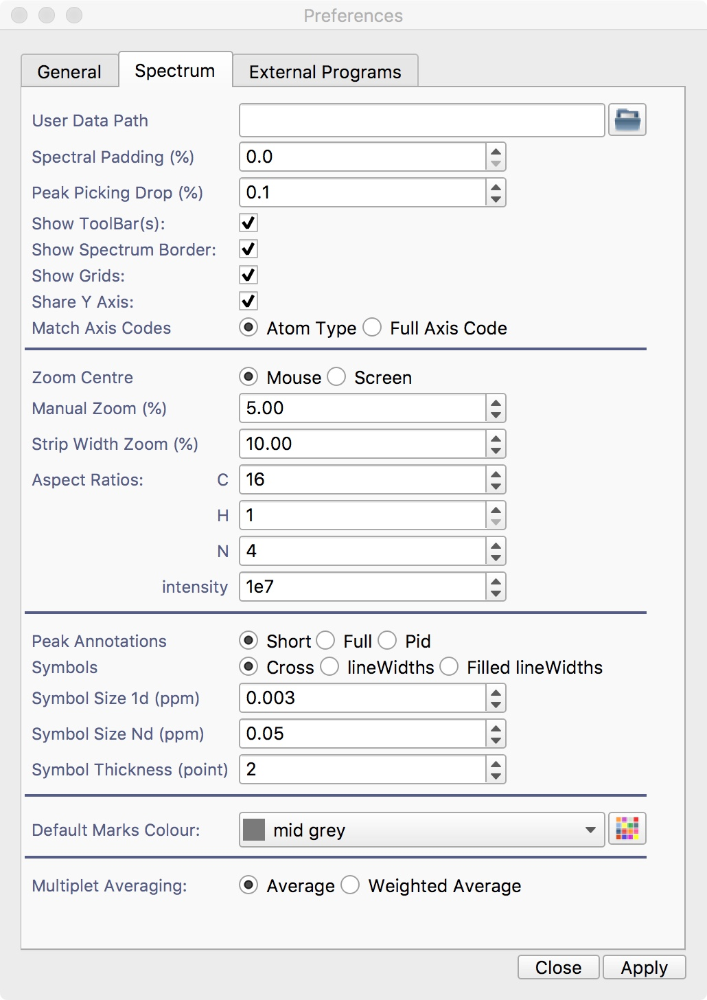 Preferences
General Spectrum External Programs
User Data Path
Spectral Padding (%) 0.0
Peak Picking Drop (%) 0.1
Show ToolBar(s):
Show Spectrum Border:
Show Grids:
Share Y Axis:
Match Axis Codes Atom Type Full Axis Code
Zoom Centre Mouse Screen
Manual Zoom (%) 5.00
Strip Width Zoom (%) 10.00
Aspect Ratios: C 16
H 1
N 4
intensity 1e7
Peak Annotations Short Full Pid
Symbols Cross lineWidths Filled lineWidths
Symbol Size 1d (ppm) 0.003
Symbol Size Nd (ppm) 0.05
Symbol Thickness (point) 2
Default Marks Colour: mid grey
Multiplet Averaging: Average Weighted Average
Close Apply